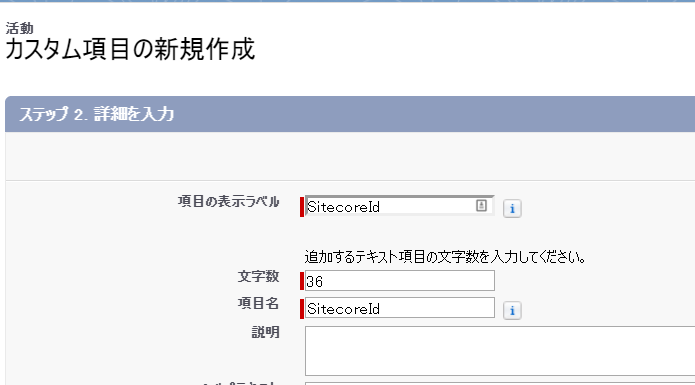 活動
カスタム項目の新規作成
ステップ 2. 詳細を入力
項目の表示ラベル SitecoreId
追加するテキスト項目の文字数を入力してください。
文字数 36
項目名 SitecoreId
説明